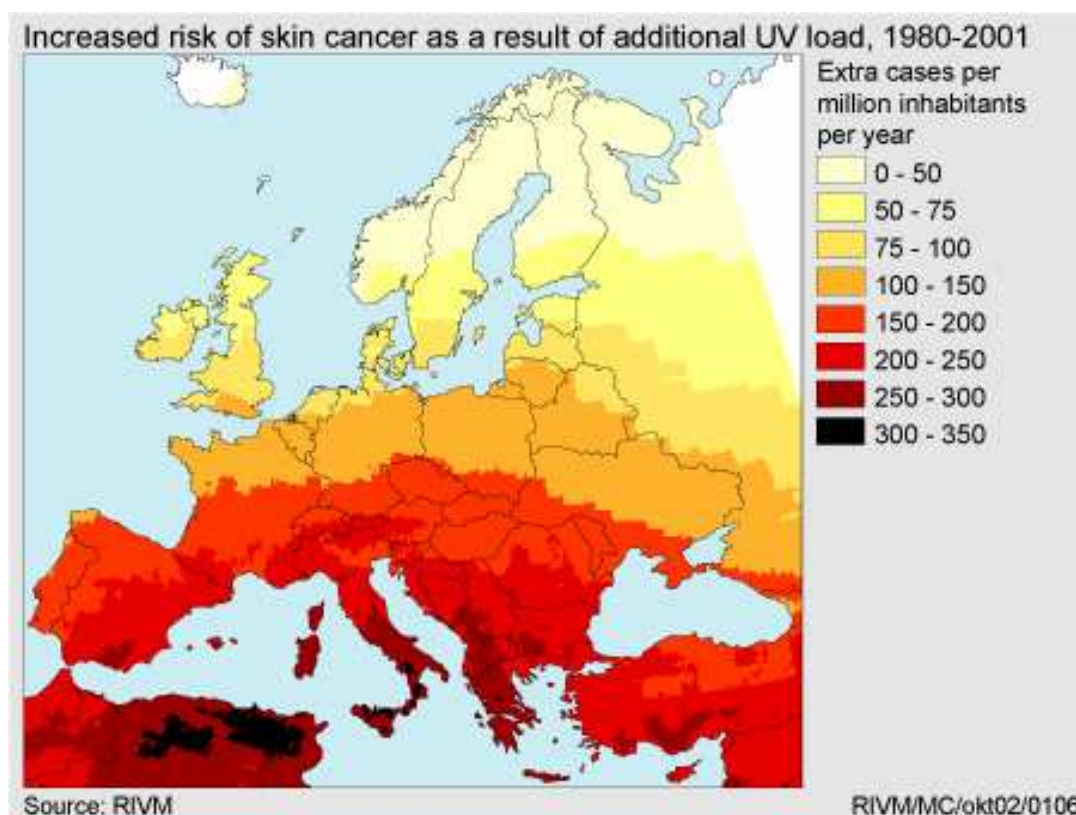 Increased risk of skin cancer as a result of additional UV load, 1980-2001
Extra cases per
million inhabitants
per year
0 - 50
50 - 75
75 - 100
100 - 150
150 - 200
200 - 250
250 - 300
300 - 350
Source: RIVM
RIVM/MC/okt02/0106